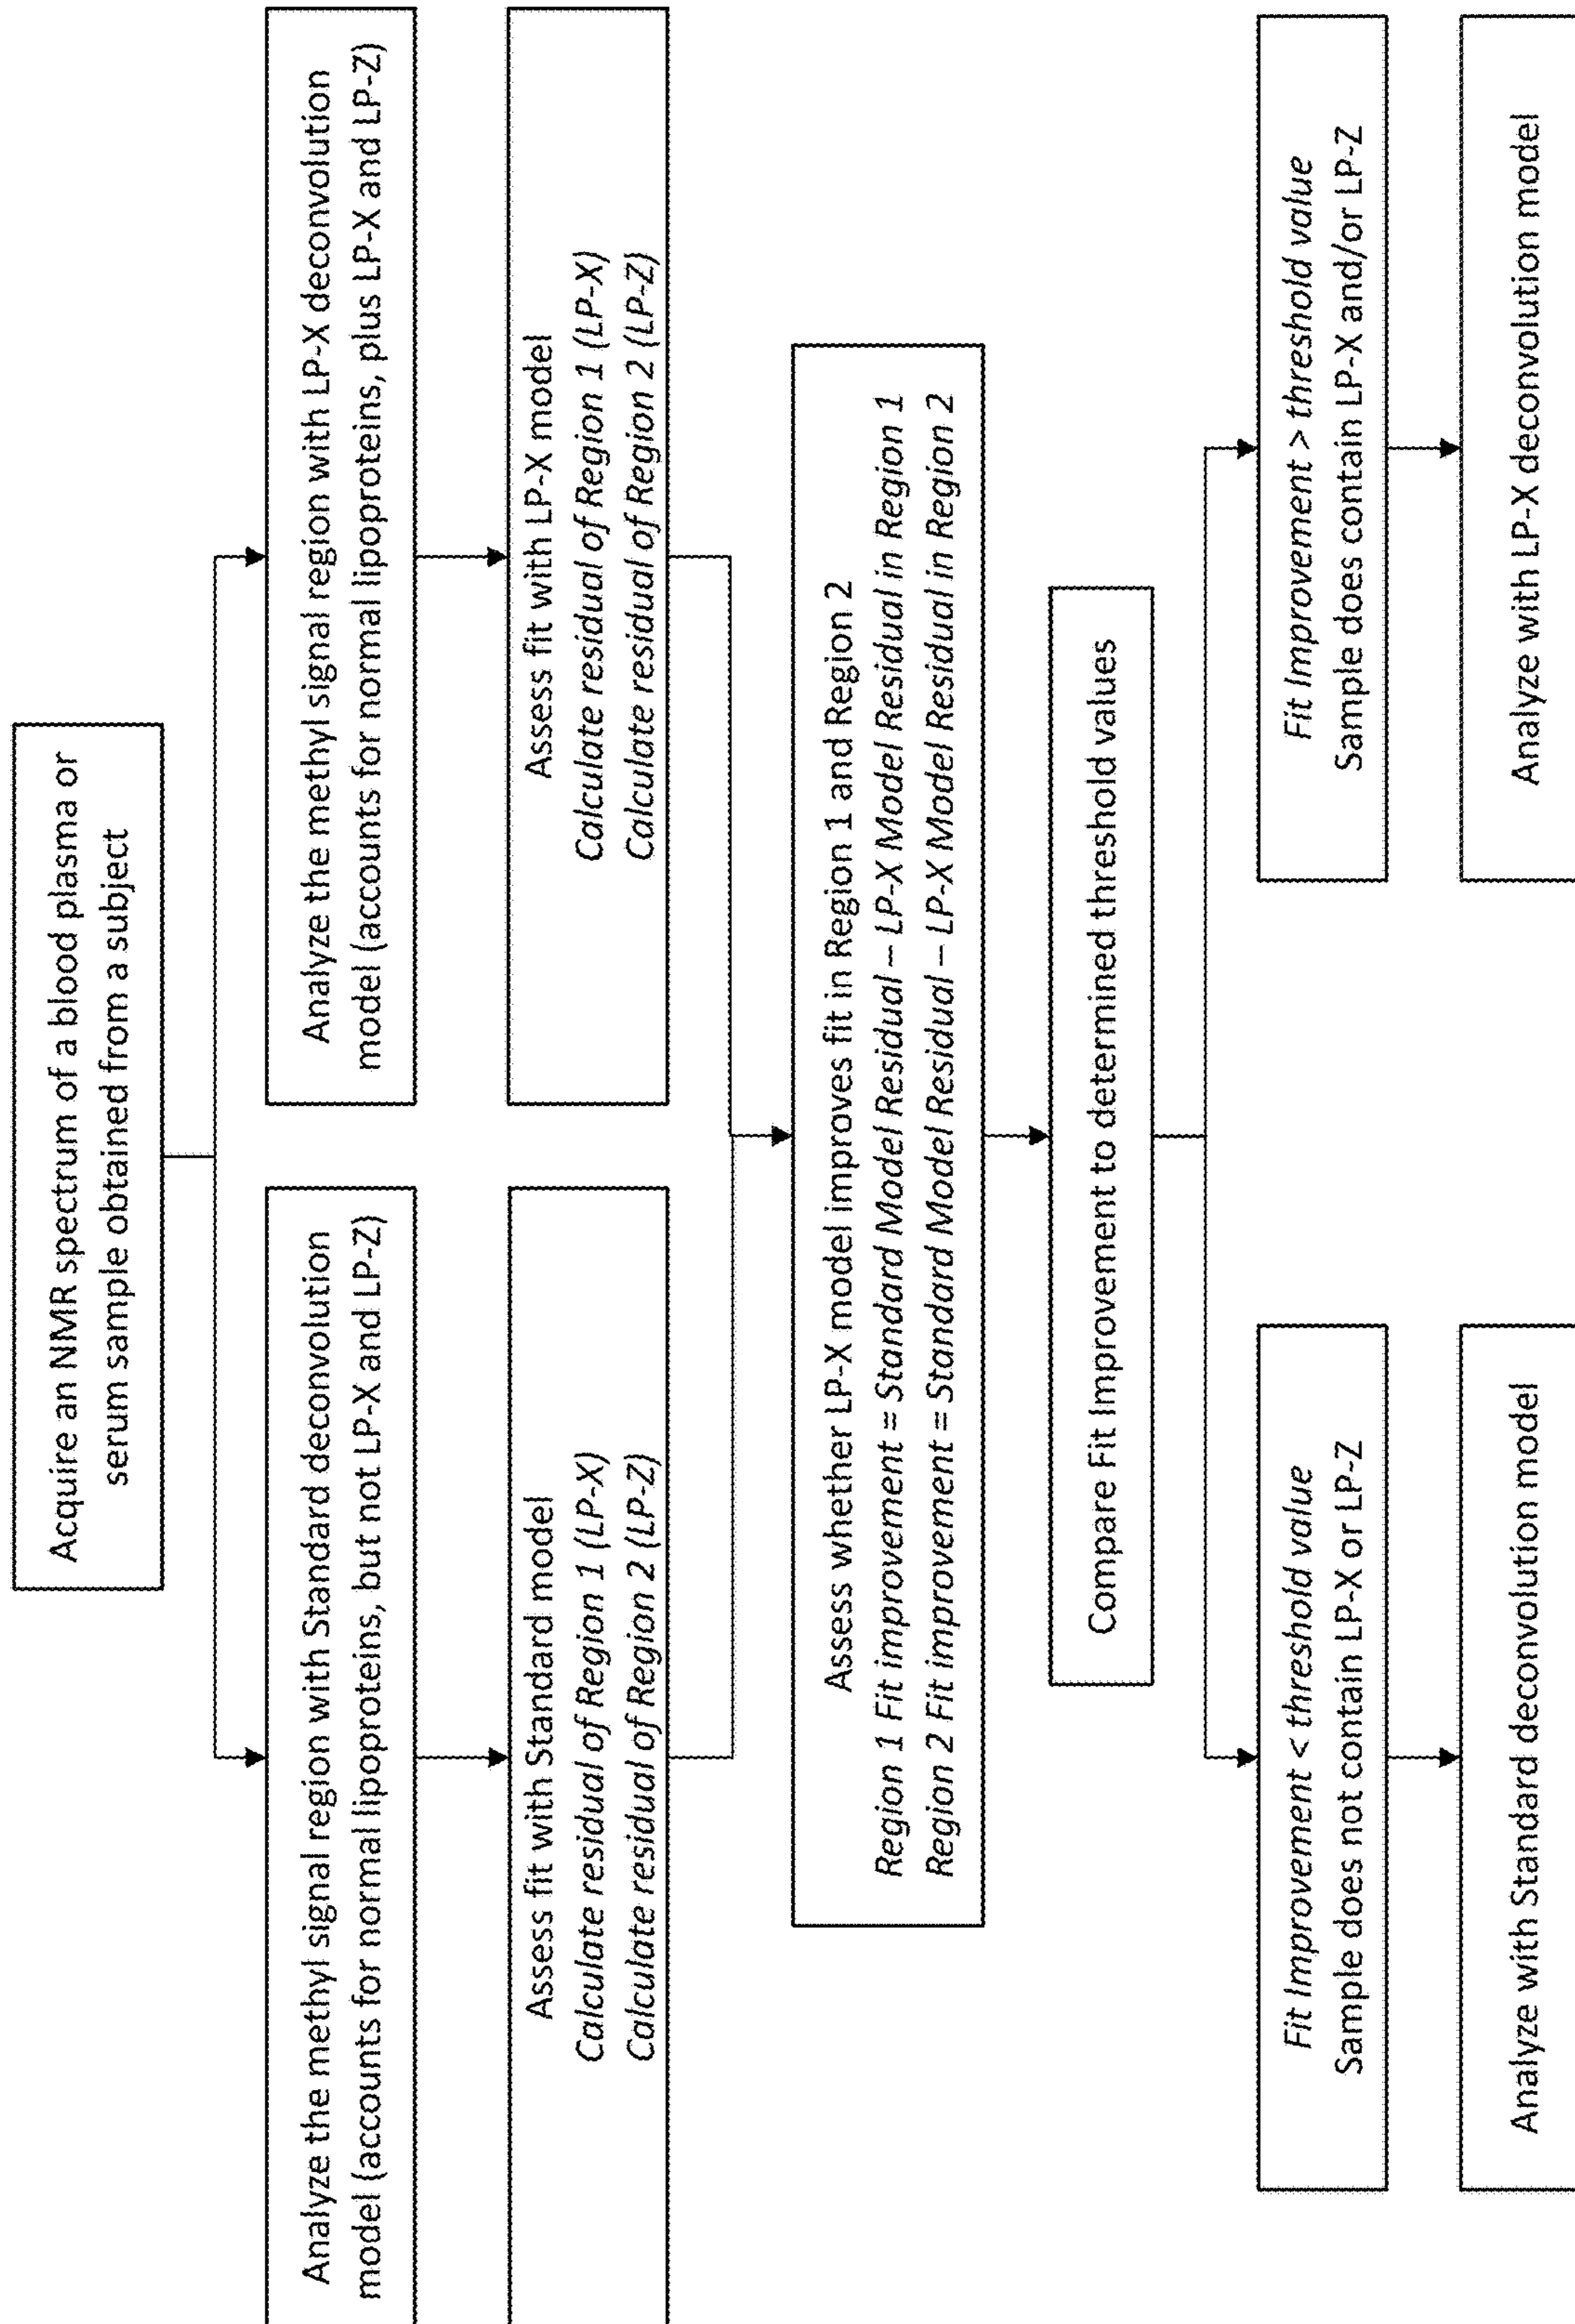 Acquire an NMR spectrum of a blood plasma or
serum sample obtained from a subject
Analyze the methyl signal region with Standard deconvolution
model (accounts for normal lipoproteins, but not LP-X and LP-Z)
Analyze the methyl signal region with LP-X deconvolution
model (accounts for normal lipoproteins, plus LP-X and LP-Z)
Assess fit with Standard model
Calculate residual of Region 1 (LP-X)
Calculate residual of Region 2 (LP-Z)
Assess fit with LP-X model
Calculate residual of Region 1 (LP-X)
Calculate residual of Region 2 (LP-Z)
Assess whether LP-X model improves fit in Region 1 and Region 2
Region 1 Fit improvement = Standard Model Residual – LP-X Model Residual in Region 1
Region 2 Fit improvement = Standard Model Residual – LP-X Model Residual in Region 2
Compare Fit Improvement to determined threshold values
Fit Improvement < threshold value
Sample does not contain LP-X or LP-Z
Fit Improvement > threshold value
Sample does contain LP-X and/or LP-Z
Analyze with Standard deconvolution model
Analyze with LP-X deconvolution model